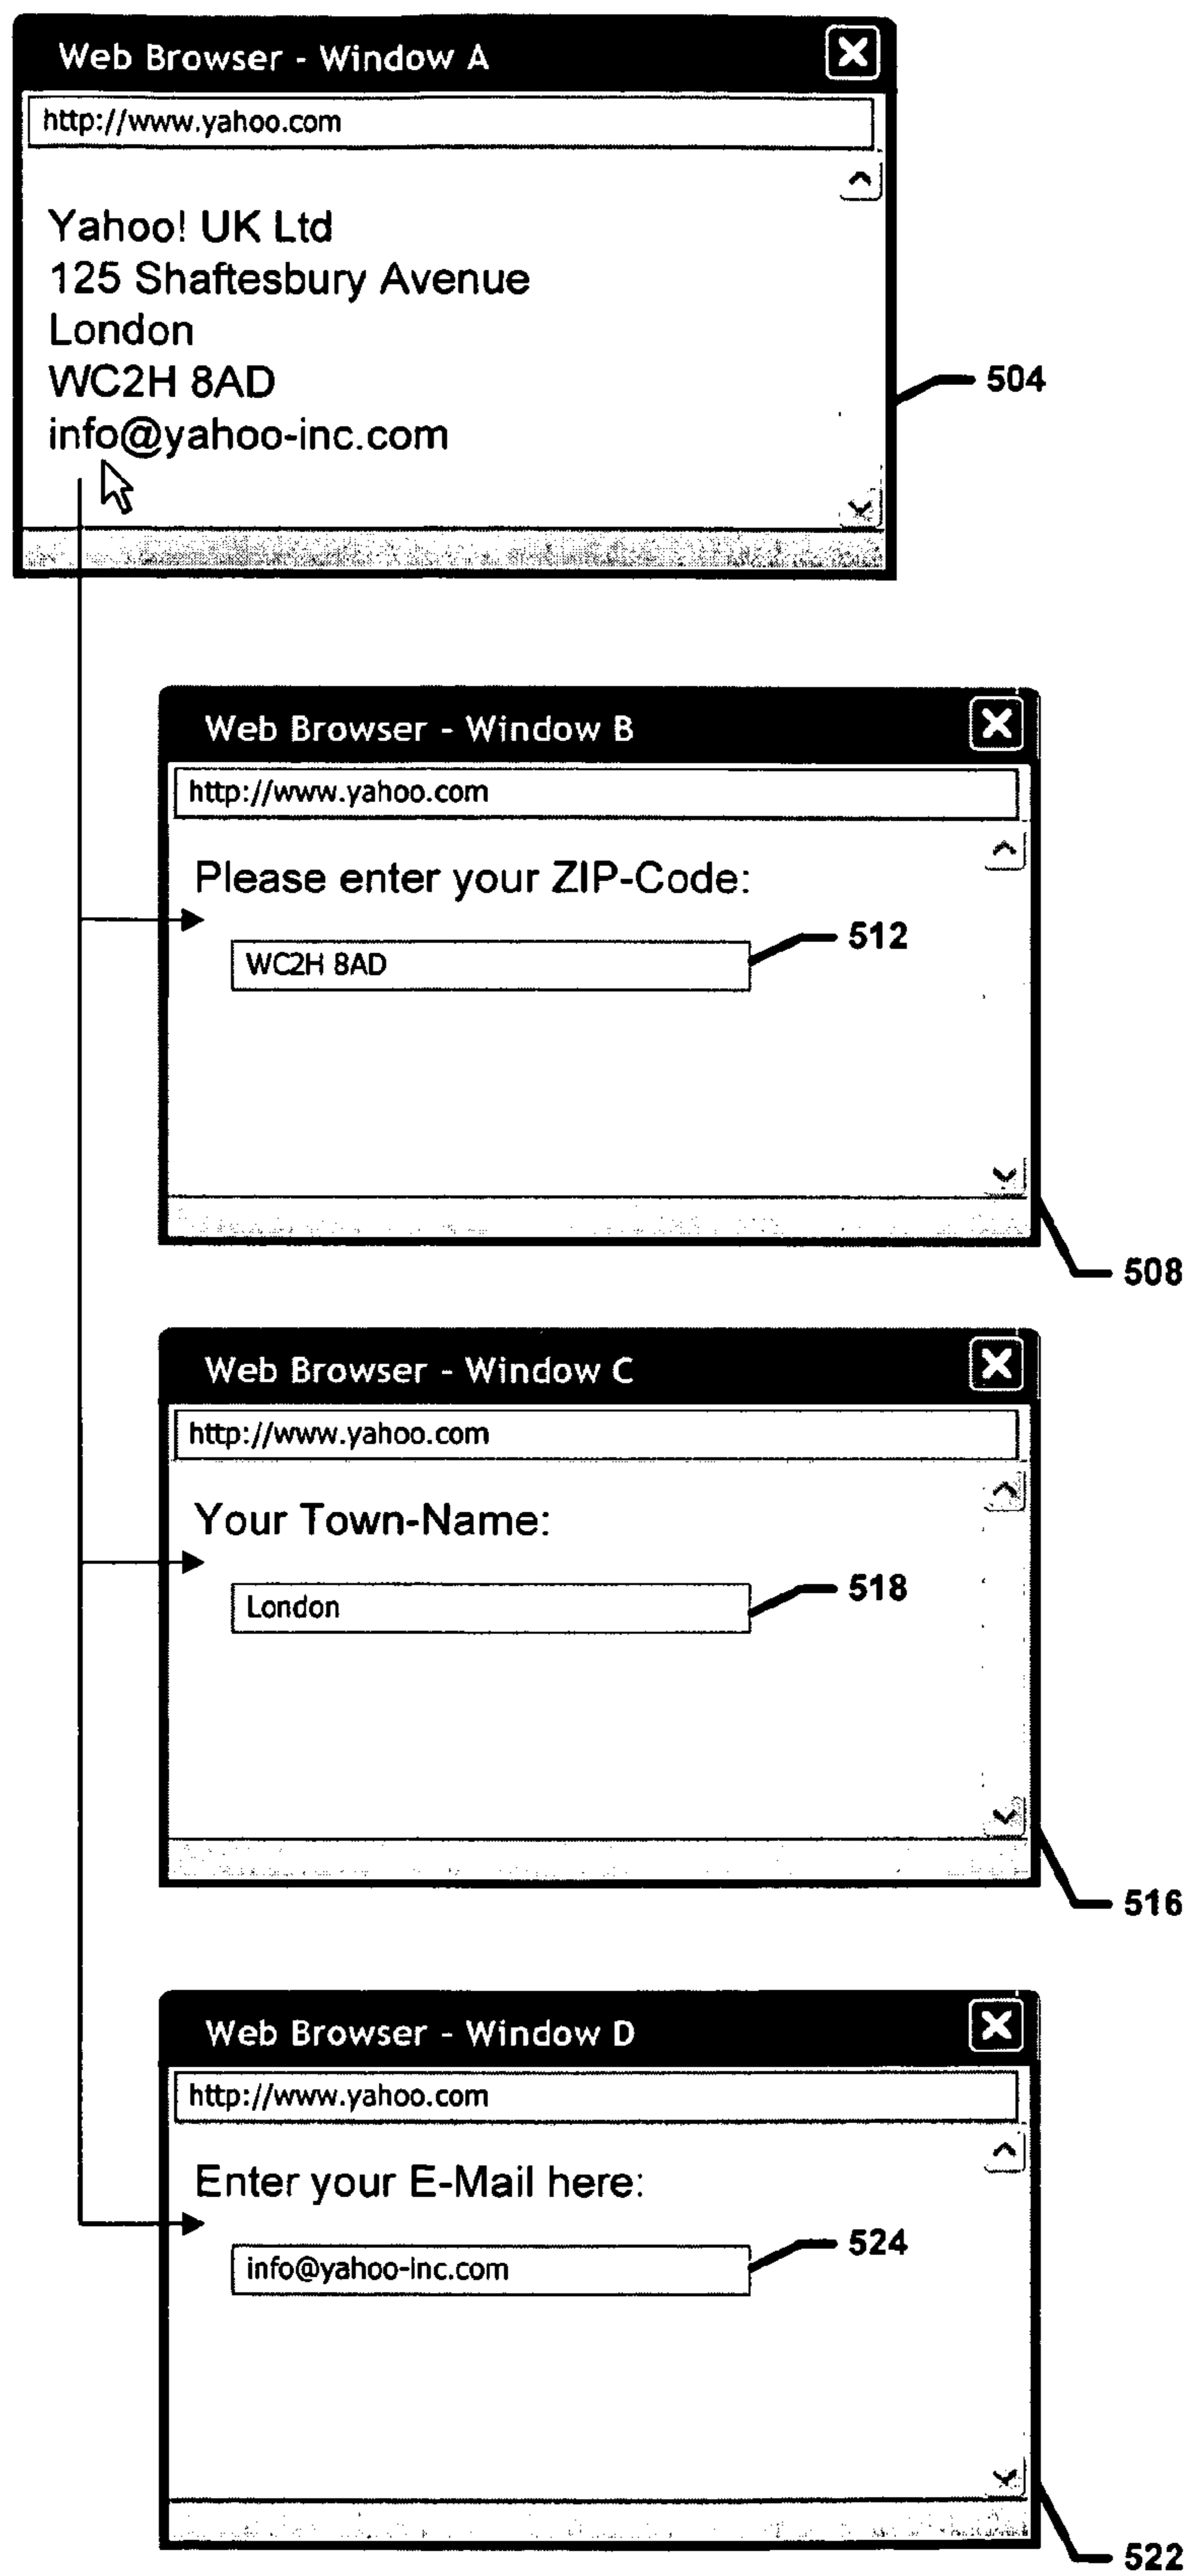 Web Browser - Window A
http://www.yahoo.com
Yahoo! UK Ltd
125 Shaftesbury Avenue
London
WC2H 8AD
info@yahoo-inc.com
504
Web Browser - Window B
http://www.yahoo.com
Please enter your ZIP-Code:
512
WC2H 8AD
508
Web Browser - Window C
http://www.yahoo.com
Your Town-Name:
518
London
516
Web Browser - Window D
http://www.yahoo.com
Enter your E-Mail here:
524
info@yahoo-inc.com
522